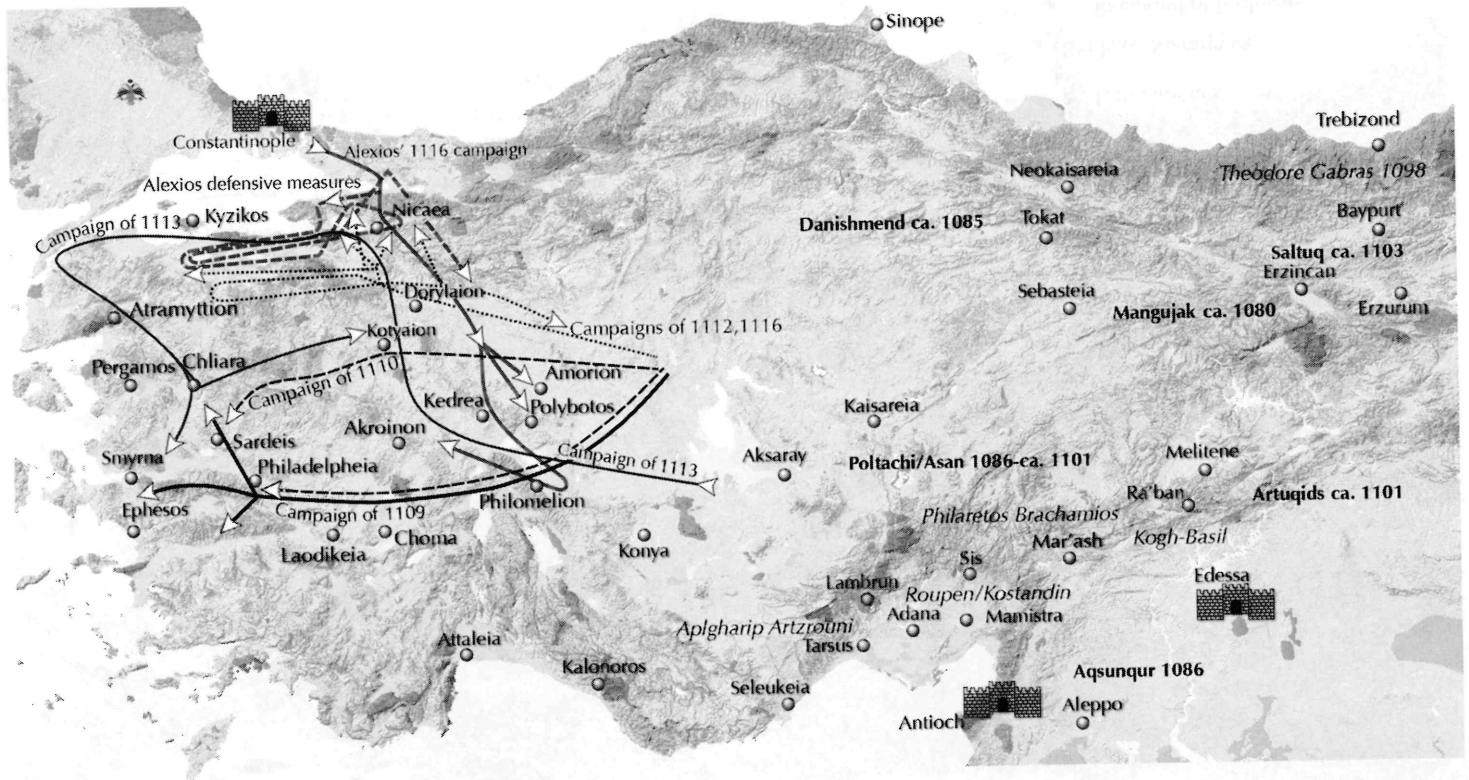 Sinope
Constantinople
Alexios' 1116 campaign
Trebizond
Theodore Gabras 1098
Neokaisareia
Alexios defensive measures
Kyzikos
Nicaea
Campaign of 1113
Danishmend ca. 1085
Tokat
Baypurt
Saltuq ca. 1103
Erzincan
Dorylaion
Sebasteia
Mangujak ca. 1080
Erzurum
Atramyttion
Kotyaion
Campaigns of 1112,1116
Pergamos
Chliara
Campaign of 1110
Amorion
Kedrea
Polybotos
Kaisareia
Akroinon
Sardeis
Smyrna
Philadelpheia
Campaign of 1113
Aksaray
Poltachi/Asan 1086-ca. 1101
Melitene
Ra'ban
Artuqids ca. 1101
Philomelion
Ephesos
Campaign of 1109
Philaretos Brachamios
Kogh-Basil
Laodikeia
Choma
Konya
Mar'ash
Sis
Edessa
Lambrun
Roupen/Kostandin
Adana
Mamistra
Aplgharip Artzrouni
Tarsus
Attaleia
Kalonoros
Seleukeia
Aqsunqur 1086
Antioch
Aleppo